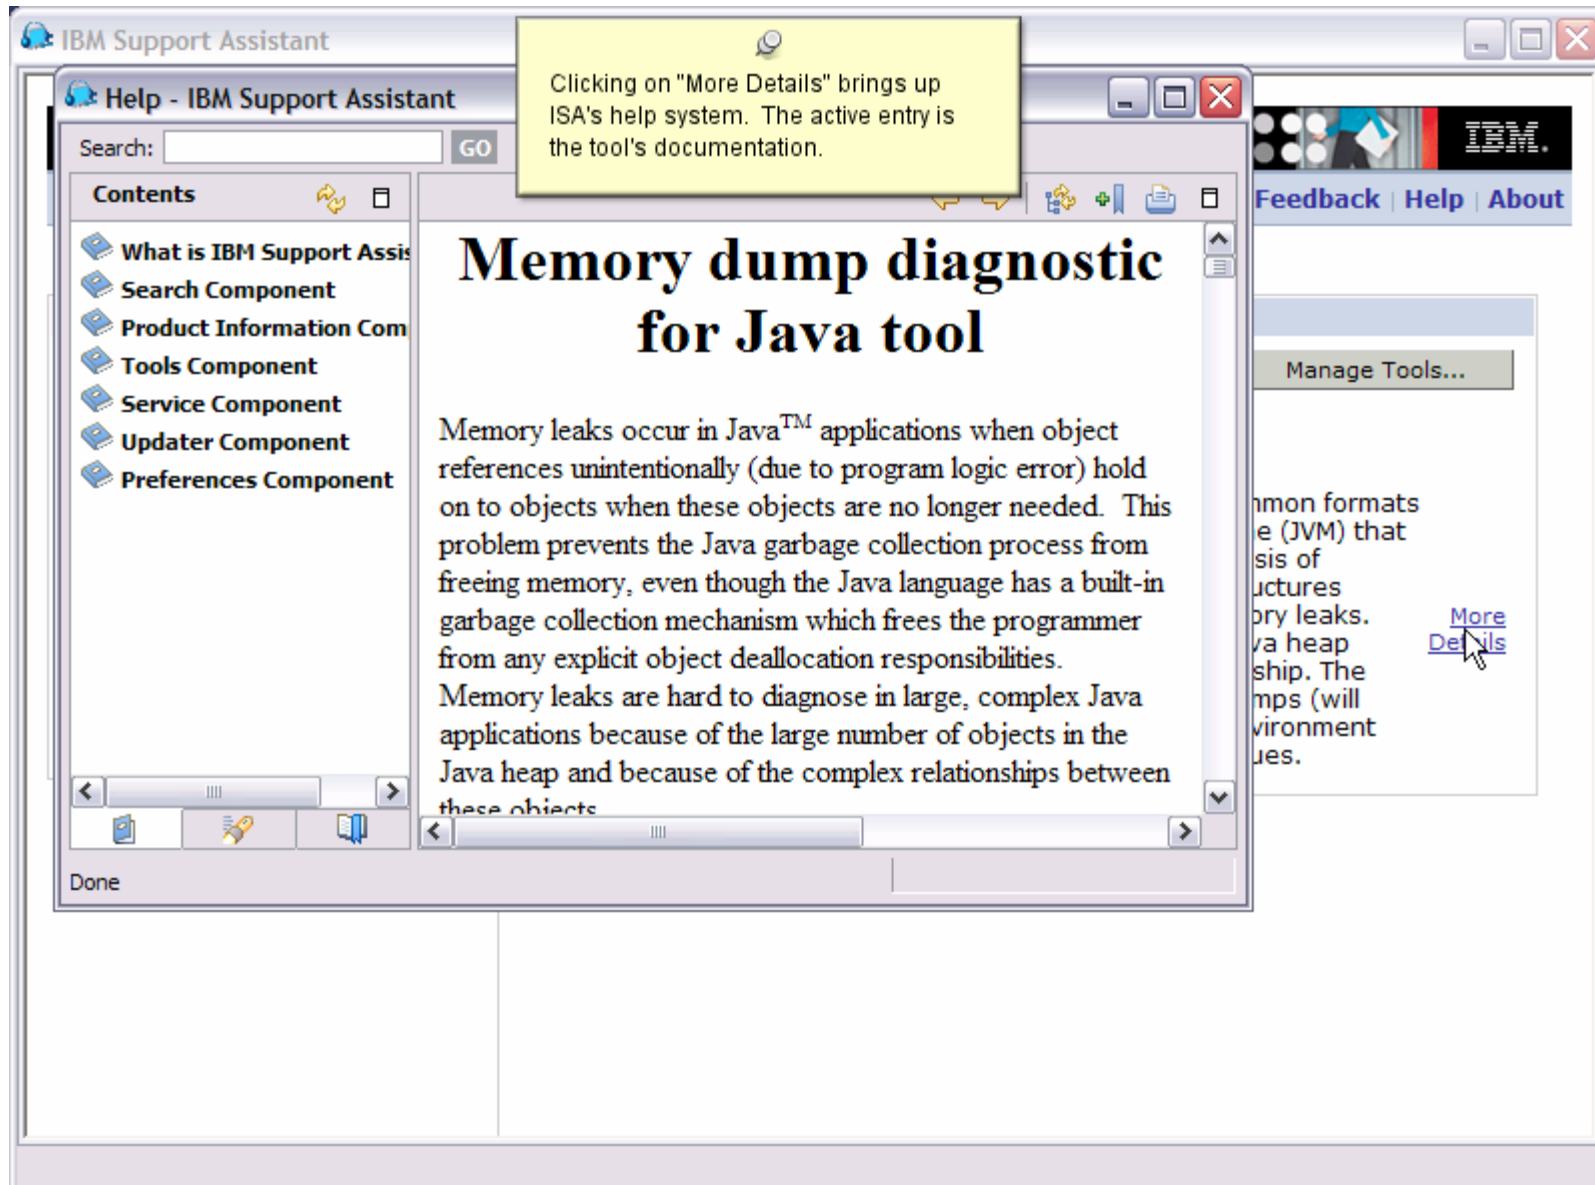 IBM Support Assistant
Clicking on "More Details" brings up
ISA's help system. The active entry is
the tool's documentation.
Help - IBM Support Assistant
Search:
GO
IBM.
Feedback | Help | About
Contents
What is IBM Support Assis
Search Component
Product Information Com
Tools Component
Service Component
Updater Component
Preferences Component
Memory dump diagnostic
for Java tool
Memory leaks occur in Java™ applications when object
references unintentionally (due to program logic error) hold
on to objects when these objects are no longer needed. This
problem prevents the Java garbage collection process from
freeing memory, even though the Java language has a built-in
garbage collection mechanism which frees the programmer
from any explicit object deallocation responsibilities.
Memory leaks are hard to diagnose in large, complex Java
applications because of the large number of objects in the
Java heap and because of the complex relationships between
these objects
Manage Tools...
mmon formats
e (JVM) that
sis of
uctures
ory leaks.
va heap
ship. The
mps (will
vironment
ues.
More
Details
Done